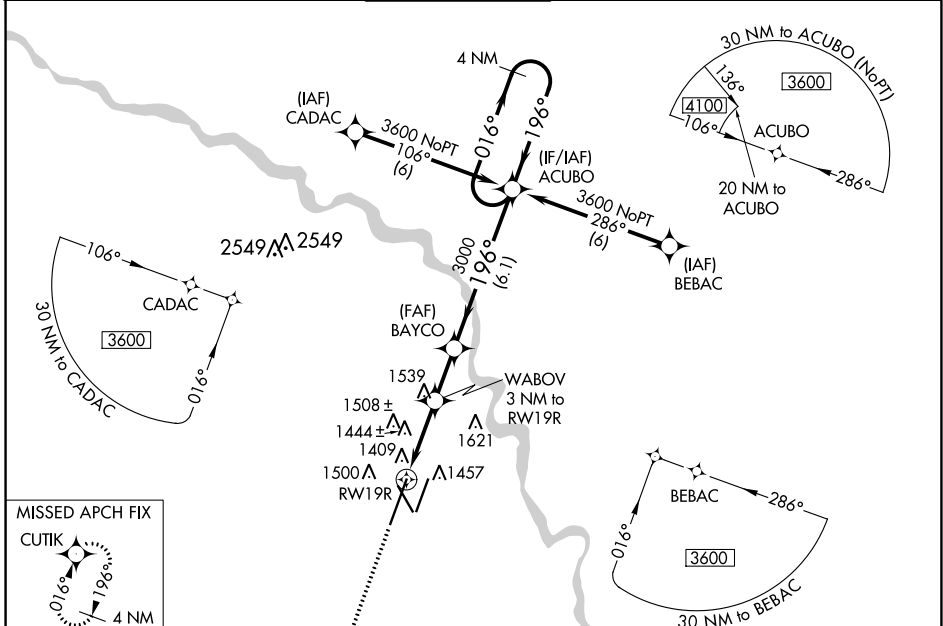 4 NM
016°
196°
(IAF)
CADAC
3600 NoPT
106°
(6)
(IF/IAF)
ACUBO
3600 NoPT
286°
(6)
(IAF)
BEBAC
30 NM to ACUBO (NoPT)
136°
3600
4100
106°
ACUBO
286°
20 NM to
ACUBO
2549
2549
3000
196°
(6.1)
106°
CADAC
3600
016°
30 NM to CADAC
(FAF)
BAYCO
1539
WABOV
3 NM to
RW19R
1508 ±
1444 ±
1621
1409
1500
RW19R
1457
BEBAC
286°
016°
3600
30 NM to BEBAC
MISSED APCH FIX
CUTIK
016°
196°
4 NM